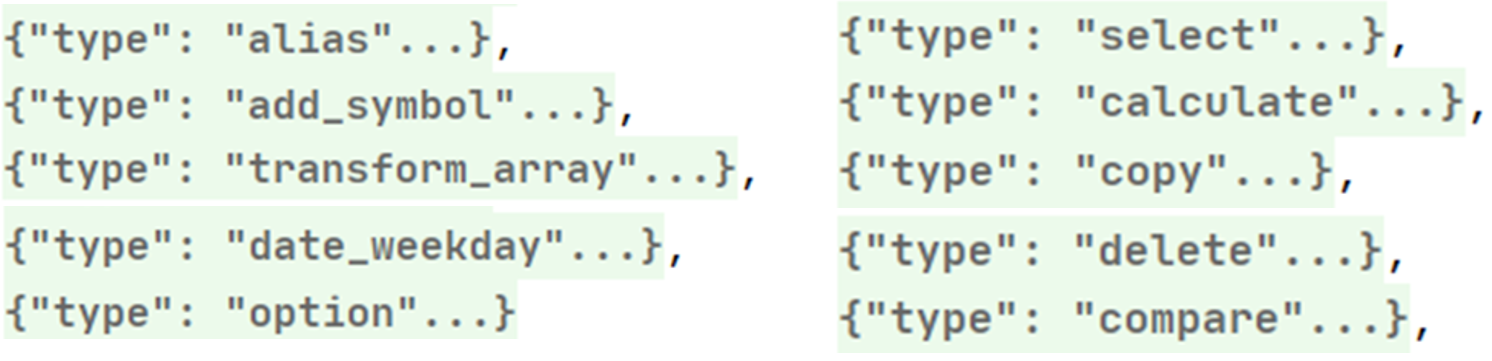 {"type": "alias"...},
{"type": "add_symbol"...},
{"type": "transform_array"...},
{"type": "date_weekday"...},
{"type": "option"...}
{"type": "select"...},
{"type": "calculate"...},
{"type": "copy"...},
{"type": "delete"...},
{"type": "compare"...},